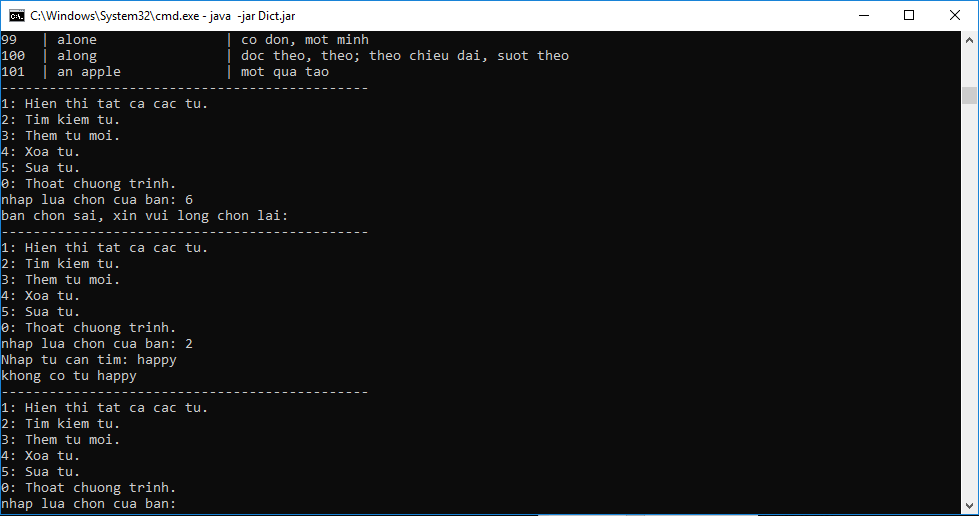 C:\Windows\System32\cmd.exe - java  -jar Dict.jar
99   | alone                | co don, mot minh
100  | along                | doc theo, theo; theo chieu dai, suot theo
101  | an apple             | mot qua tao
----------------------------------------------
1: Hien thi tat ca cac tu.
2: Tim kiem tu.
3: Them tu moi.
4: Xoa tu.
5: Sua tu.
0: Thoat chuong trinh.
nhap lua chon cua ban: 6
ban chon sai, xin vui long chon lai:
----------------------------------------------
1: Hien thi tat ca cac tu.
2: Tim kiem tu.
3: Them tu moi.
4: Xoa tu.
5: Sua tu.
0: Thoat chuong trinh.
nhap lua chon cua ban: 2
Nhap tu can tim: happy
khong co tu happy
----------------------------------------------
1: Hien thi tat ca cac tu.
2: Tim kiem tu.
3: Them tu moi.
4: Xoa tu.
5: Sua tu.
0: Thoat chuong trinh.
nhap lua chon cua ban: